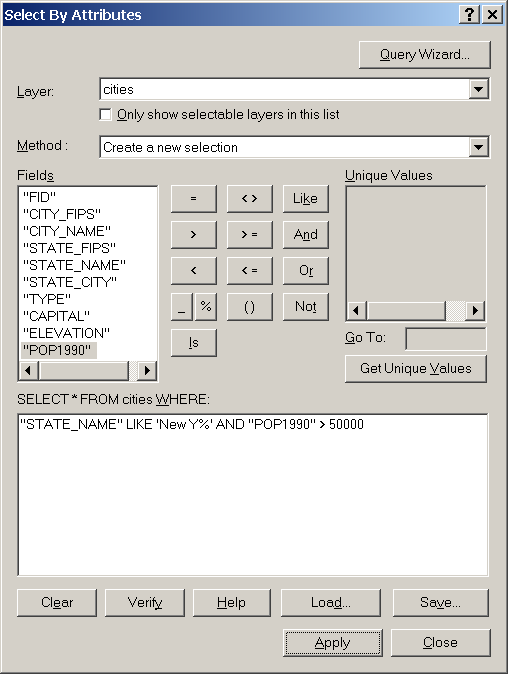 Select By Attributes
Query Wizard...
Layer:
cities
Only show selectable layers in this list
Method :
Create a new selection
Fields
Unique Values
"FID"
"CITY_FIPS"
"CITY_NAME"
"STATE_FIPS"
"STATE_NAME"
"STATE_CITY"
"TYPE"
"CAPITAL"
"ELEVATION"
"POP1990"
= <> Like
> >= And
< <= Or
_ % () Not
Is
Go To:
Get Unique Values
SELECT * FROM cities WHERE:
"STATE_NAME" LIKE 'New Y%' AND "POP1990" > 50000
Clear Verify Help Load... Save...
Apply Close